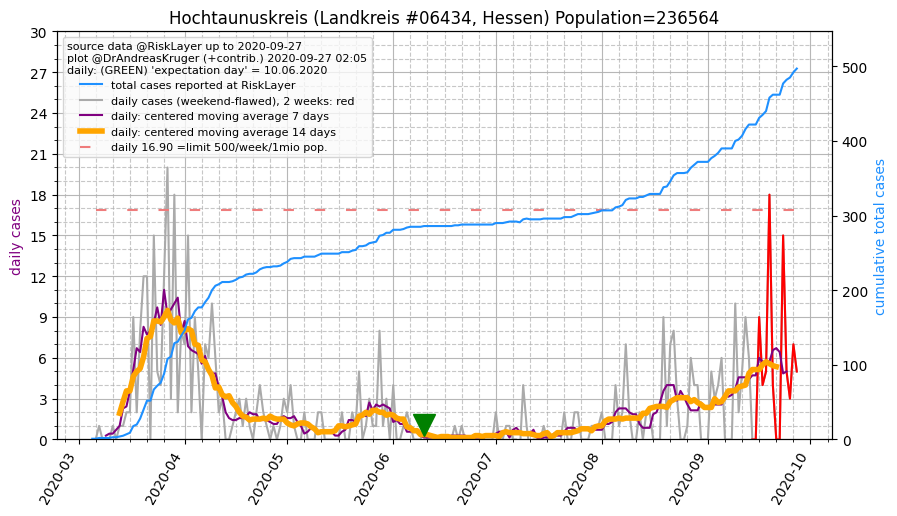 Hochtaunuskreis (Landkreis #06434, Hessen) Population=236564
source data @RiskLayer up to 2020-09-27
plot @DrAndreasKruger (+contrib.) 2020-09-27 02:05
daily: (GREEN) 'expectation day' = 10.06.2020
total cases reported at RiskLayer
daily cases (weekend-flawed), 2 weeks: red
daily: centered moving average 7 days
daily: centered moving average 14 days
daily 16.90 =limit 500/week/1mio pop.
daily cases
30
27
24
21
18
15
12
9
6
3
0
500
400
300
200
100
0
cumulative total cases
2020-03
2020-04
2020-05
2020-06
2020-07
2020-08
2020-09
2020-10